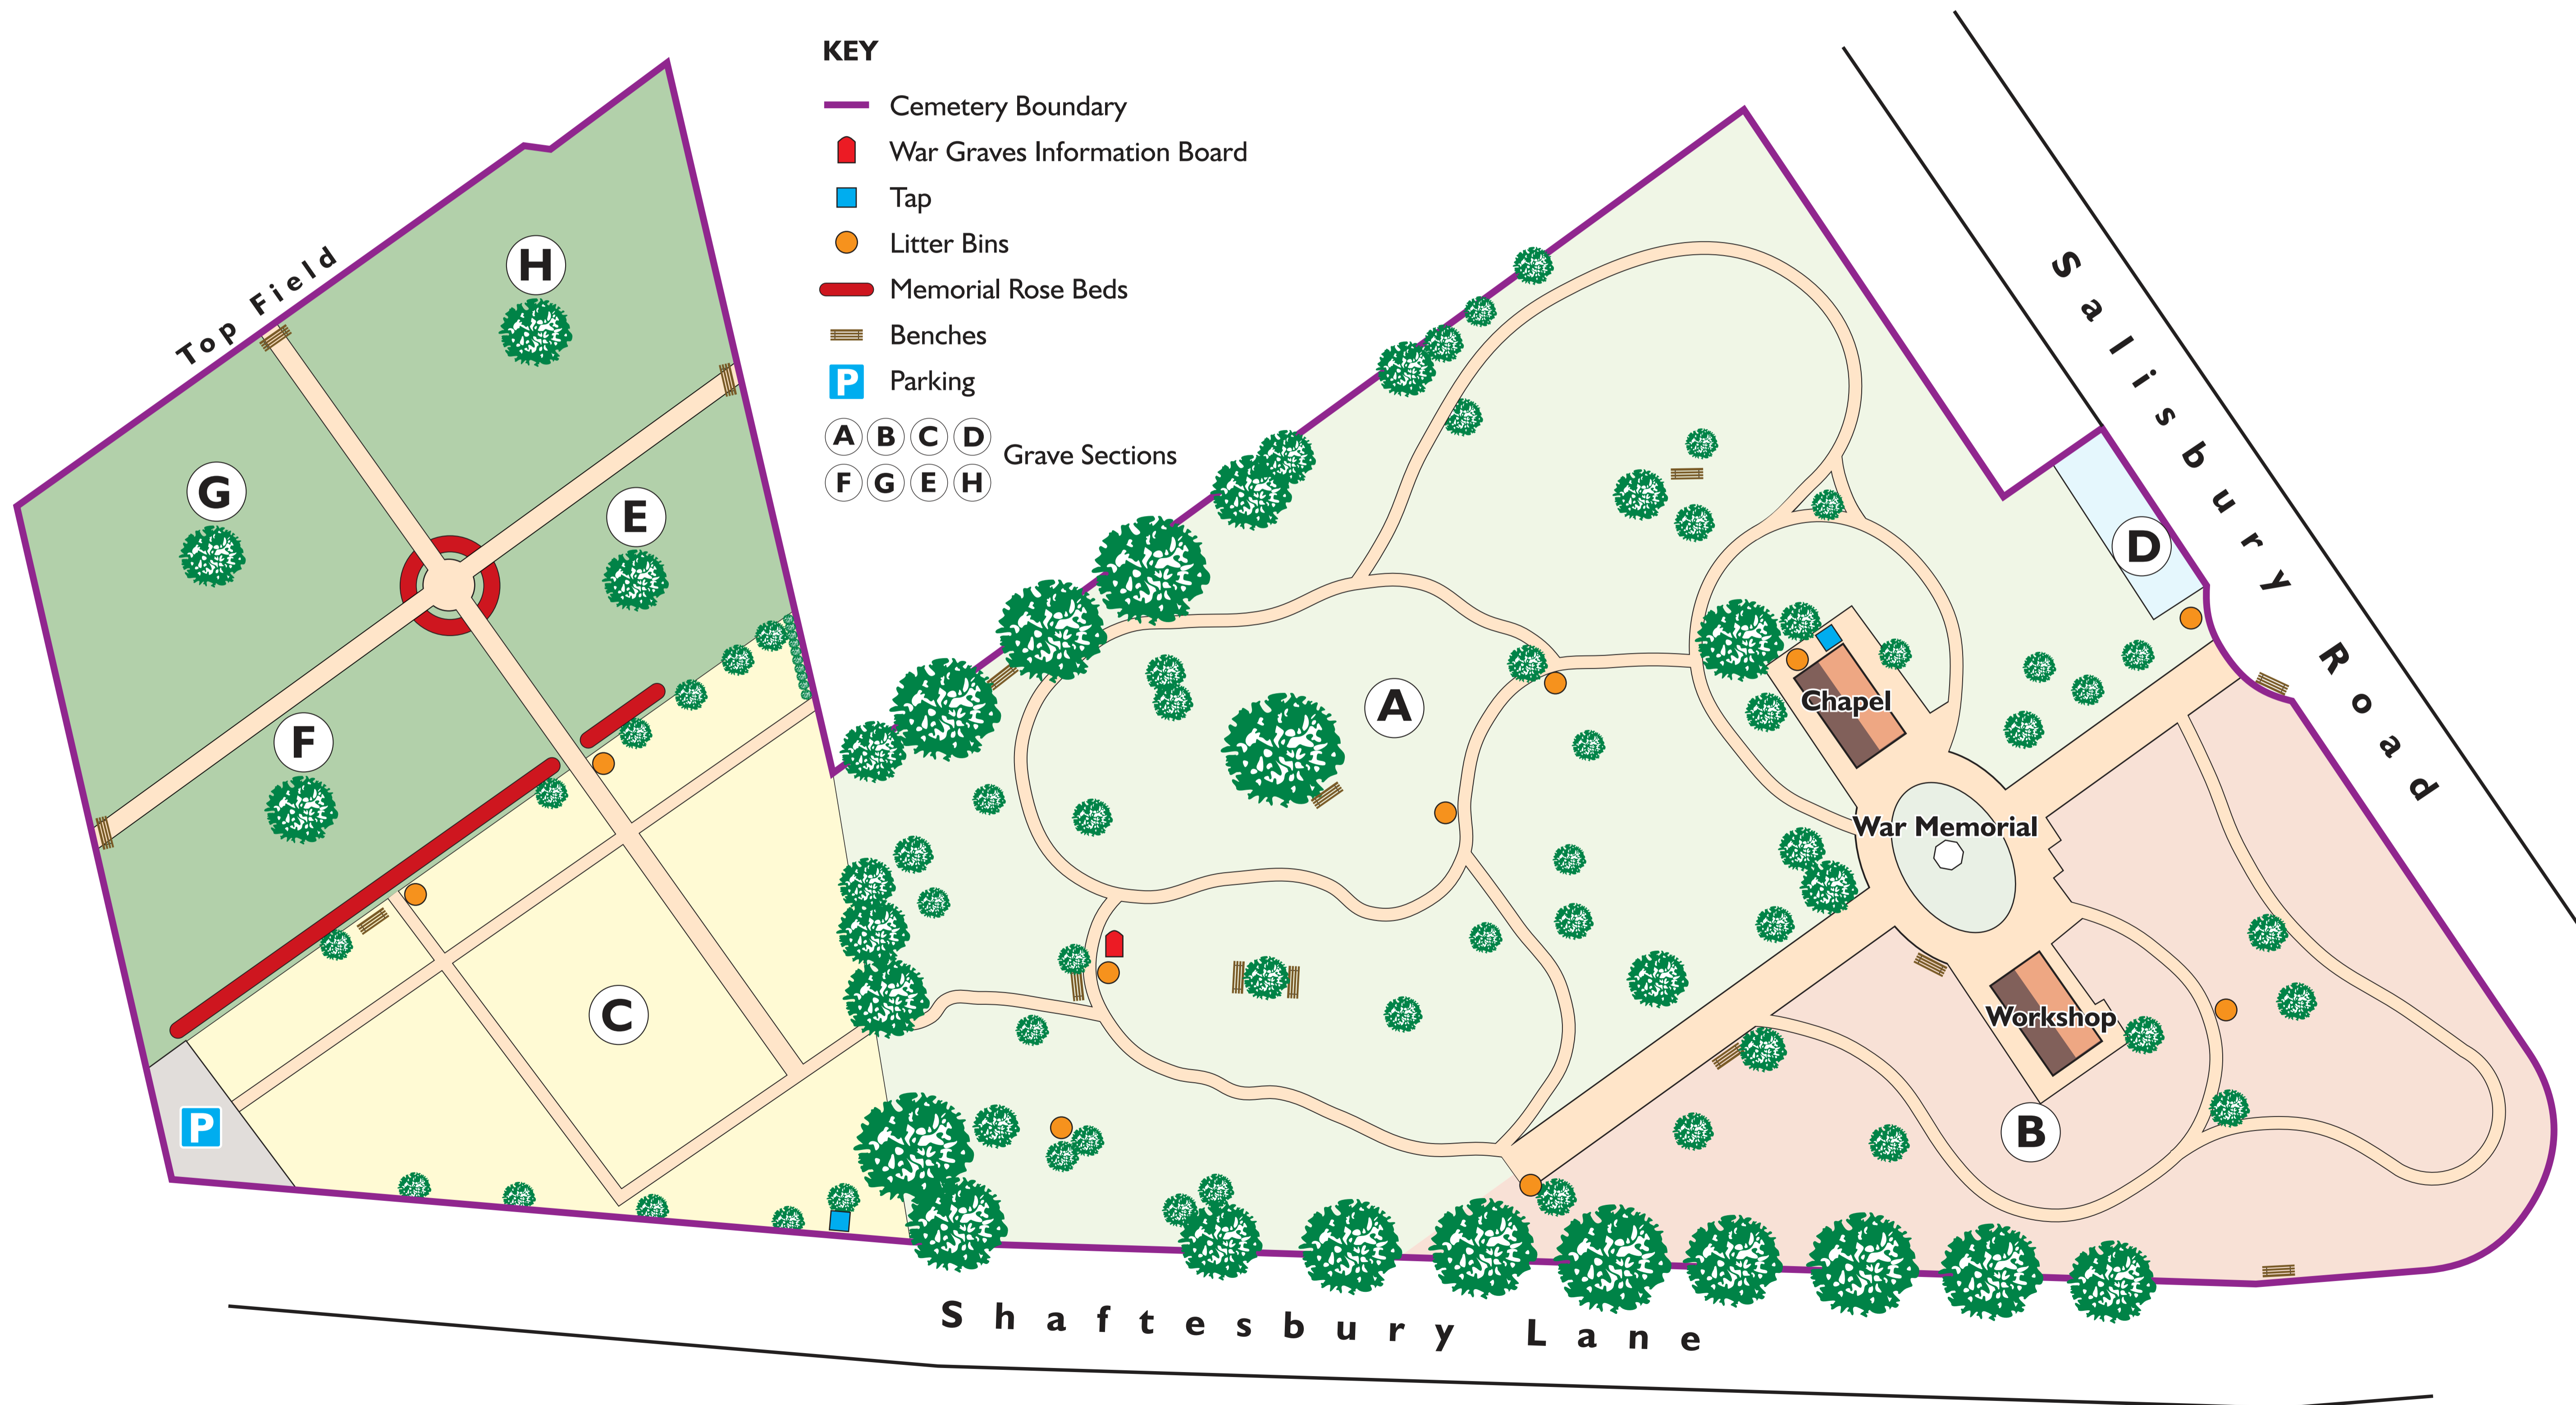 KEY
Cemetery Boundary
War Graves Information Board
Tap
Litter Bins
Memorial Rose Beds
Benches
P Parking
A B C D
Grave Sections
F G E H
Top Field
H
G
E
F
C
P
A
D
Chapel
War Memorial
Workshop
B
Salisbury Road
Shaftesbury Lane